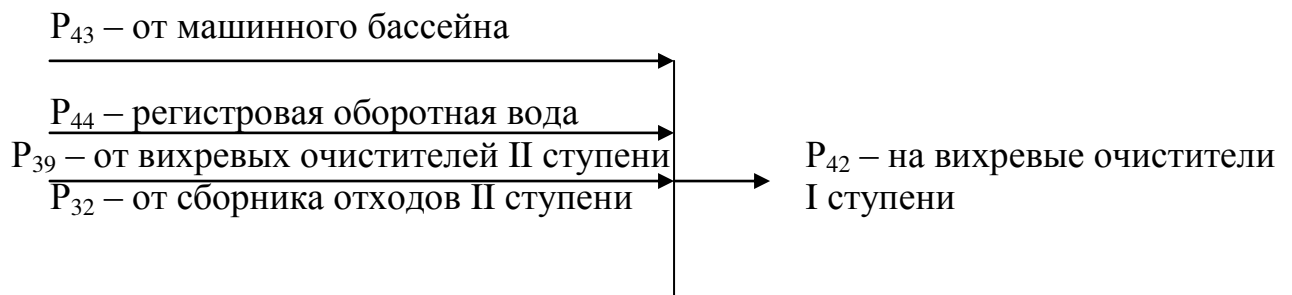 P₄₃ – от машинного бассейна
P₄₄ – регистровая оборотная вода
P₃₉ – от вихревых очистителей II ступени
P₃₂ – от сборника отходов II ступени
P₄₂ – на вихревые очистители
I ступени